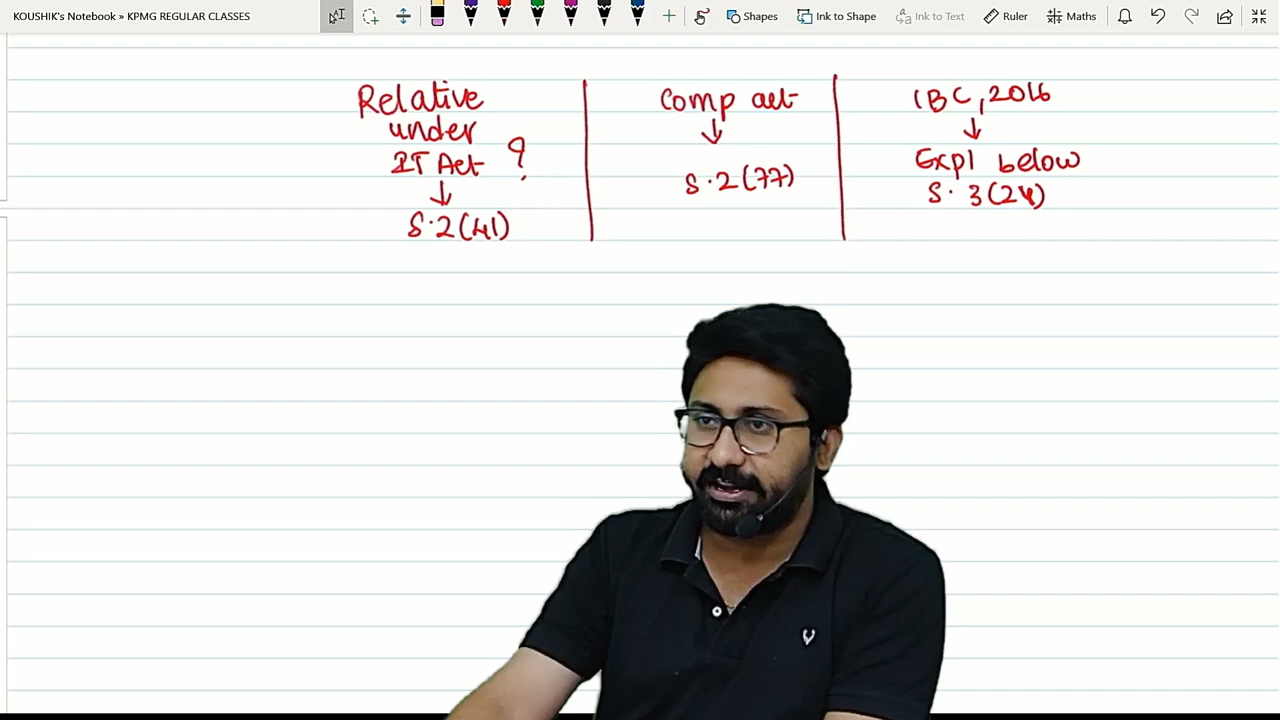 KOUSHIK's Notebook » KPMG REGULAR CLASSES
Shapes
Ink to Shape
Ink to Text
Ruler
Maths
Relative
under
IT Act ?
S.2(41)
Comp act
S.2(77)
IBC, 2016
Expl below
S. 3(24)